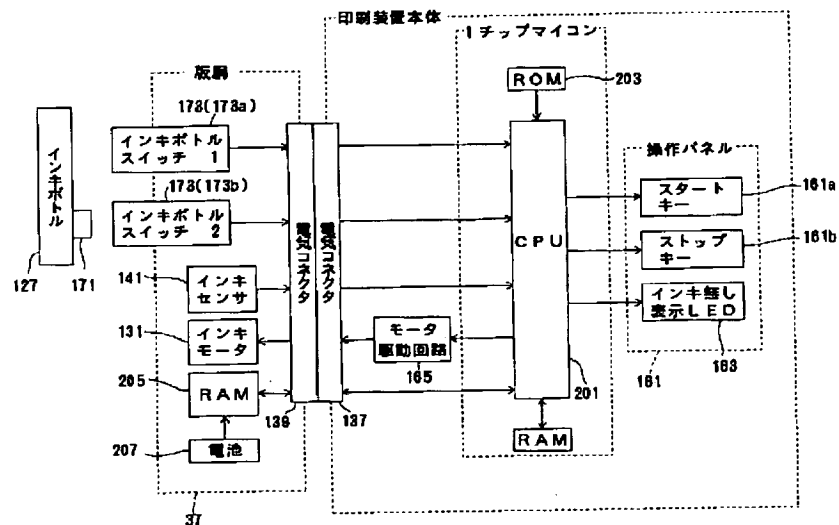 印刷装置本体
1チップマイコン
版胴
ROM
203
173(173a)
インキボトル
スイッチ 1
操作パネル
161a
スタート
キー
インキボトル
127
171
173(173b)
インキボトル
スイッチ 2
電気コネクタ
電気コネクタ
CPU
161b
ストップ
キー
141
インキ
センサ
インキ無し
表示LED
131
インキ
モータ
モータ
駆動回路
165
161
163
205
RAM
139
137
201
207
電池
RAM
37